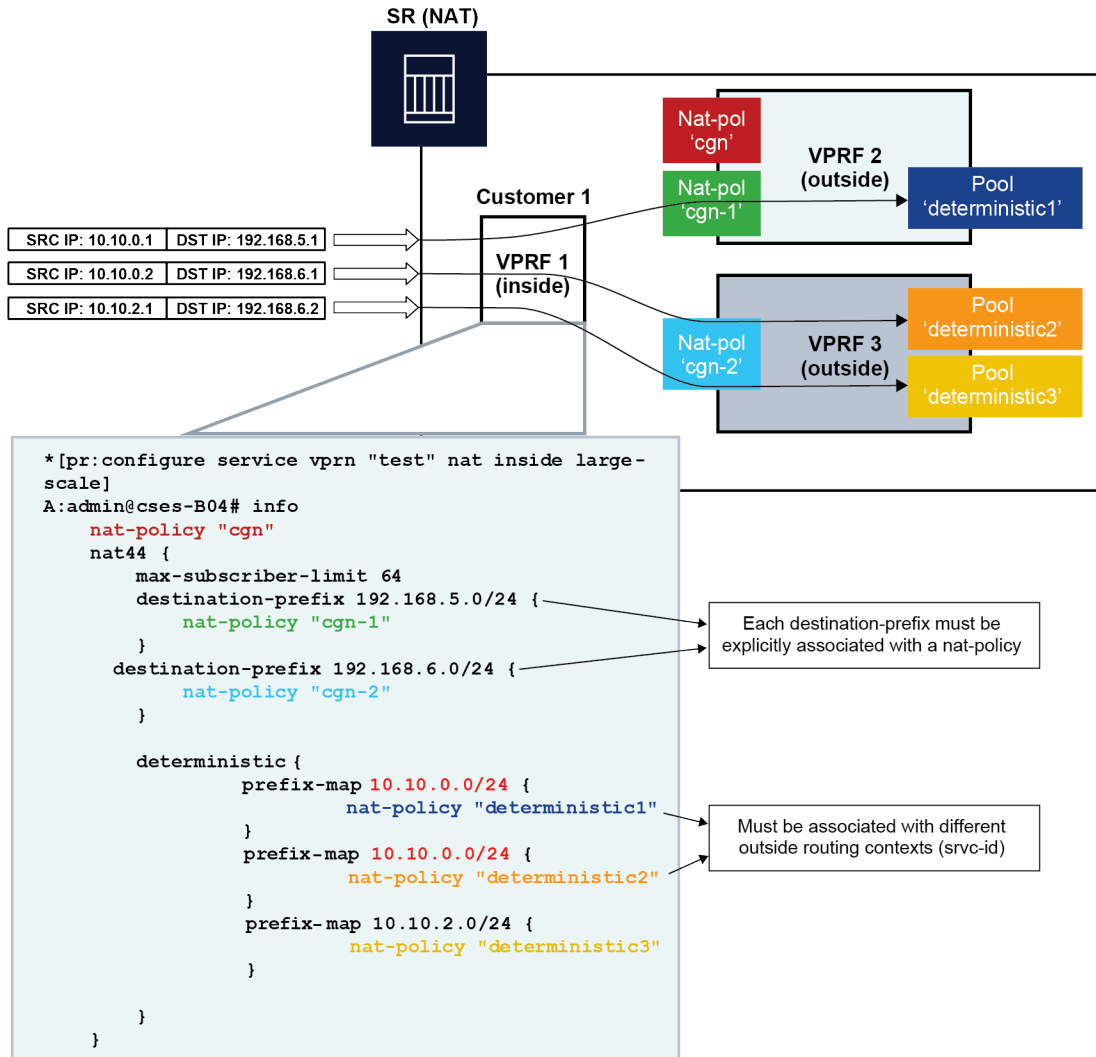 SR (NAT)
Nat-pol
‘cgn’
Nat-pol
‘cgn-1’
VPRF 2
(outside)
Pool
‘deterministic1’
Customer 1
SRC IP: 10.10.0.1 DST IP: 192.168.5.1
SRC IP: 10.10.0.2 DST IP: 192.168.6.1
SRC IP: 10.10.2.1 DST IP: 192.168.6.2
VPRF 1
(inside)
Nat-pol
‘cgn-2’
VPRF 3
(outside)
Pool
‘deterministic2’
Pool
‘deterministic3’
*[pr:configure service vprn "test" nat inside large-
scale]
A:admin@cses-B04# info
nat-policy "cgn"
nat44 {
max-subscriber-limit 64
destination-prefix 192.168.5.0/24 {
nat-policy "cgn-1"
}
destination-prefix 192.168.6.0/24 {
nat-policy "cgn-2"
}
deterministic {
prefix-map 10.10.0.0/24 {
nat-policy "deterministic1"
}
prefix-map 10.10.0.0/24 {
nat-policy "deterministic2"
}
prefix-map 10.10.2.0/24 {
nat-policy "deterministic3"
}
}
}
Each destination-prefix must be
explicitly associated with a nat-policy
Must be associated with different
outside routing contexts (srvc-id)